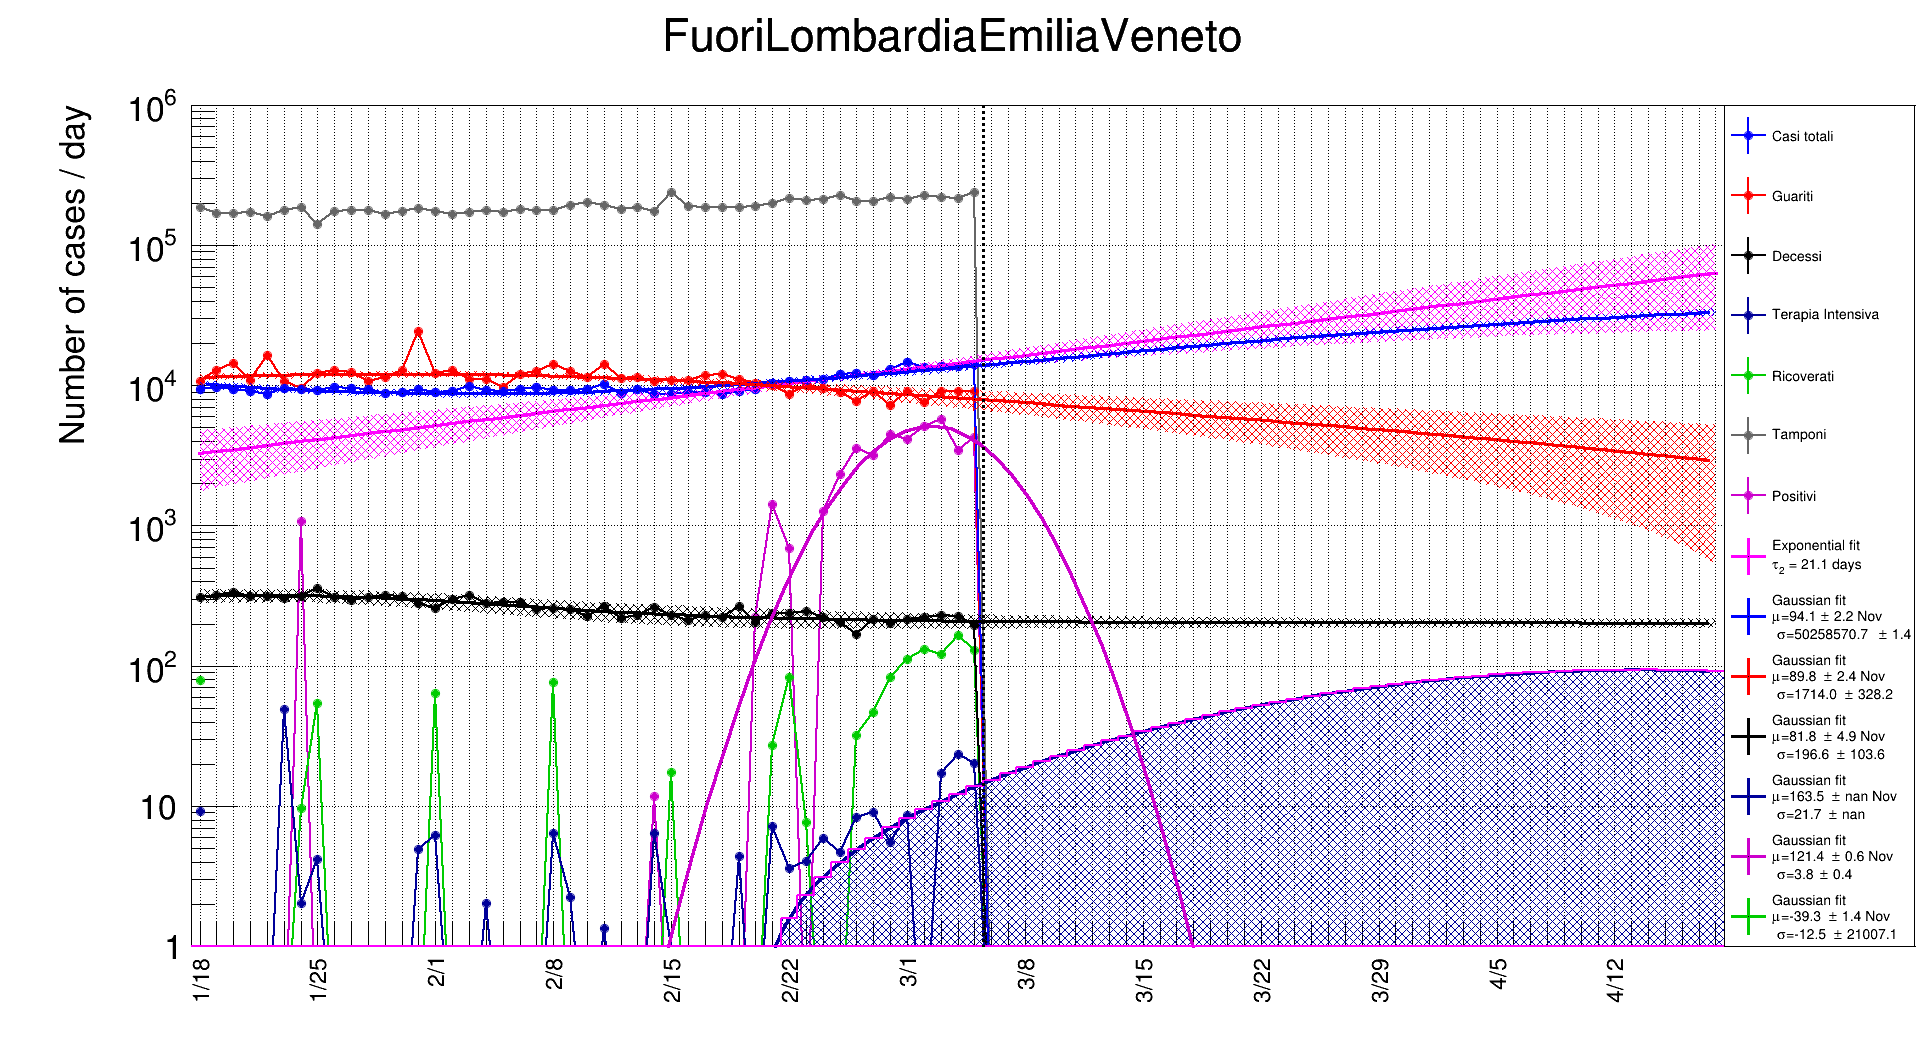 FuoriLombardiaEmiliaVeneto
Number of cases / day
10^6
10^5
10^4
10^3
10^2
10
1
1/18
1/25
2/1
2/8
2/15
2/22
3/1
3/8
3/15
3/22
3/29
4/5
4/12
Casi totali
Guariti
Decessi
Terapia Intensiva
Ricoverati
Tamponi
Positivi
Exponential fit
τ₂ = 21.1 days
Gaussian fit
μ=94.1 ± 2.2 Nov
σ=50258570.7 ± 1.4
Gaussian fit
μ=89.8 ± 2.4 Nov
σ=1714.0 ± 328.2
Gaussian fit
μ=81.8 ± 4.9 Nov
σ=196.6 ± 103.6
Gaussian fit
μ=163.5 ± nan Nov
σ=21.7 ± nan
Gaussian fit
μ=121.4 ± 0.6 Nov
σ=3.8 ± 0.4
Gaussian fit
μ=-39.3 ± 1.4 Nov
σ=-12.5 ± 21007.1